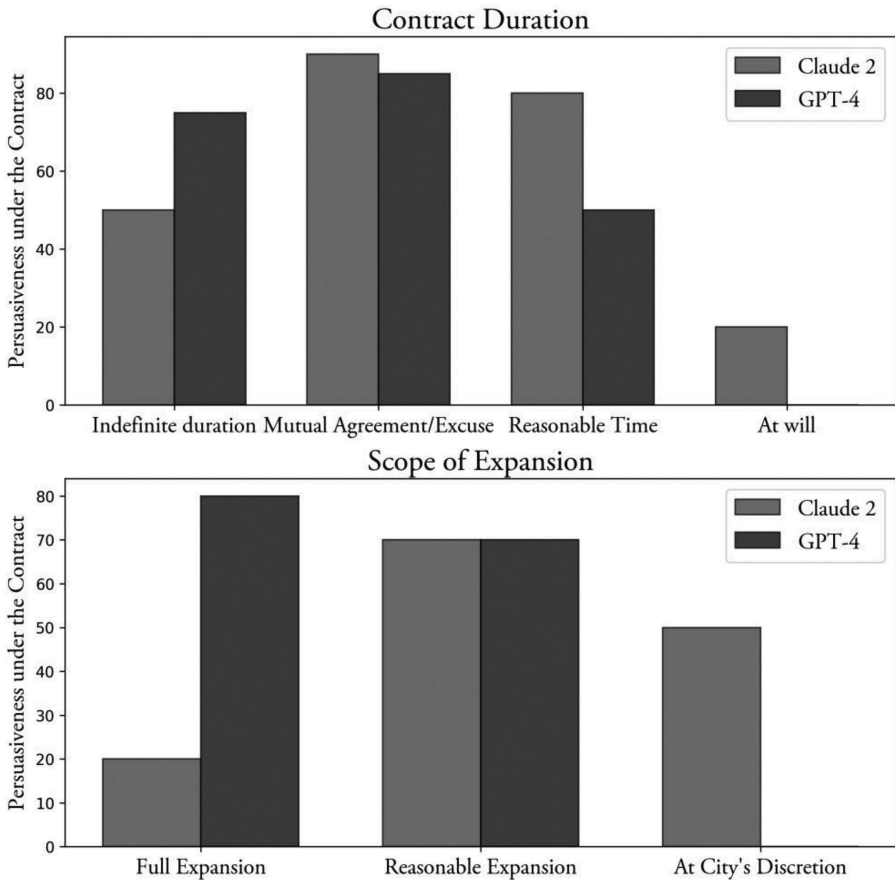 Contract Duration
Persuasiveness under the Contract
80
60
40
20
0
Claude 2
GPT-4
Indefinite duration Mutual Agreement/Excuse Reasonable Time At will
Scope of Expansion
Persuasiveness under the Contract
80
70
60
50
40
30
20
10
0
Claude 2
GPT-4
Full Expansion Reasonable Expansion At City's Discretion